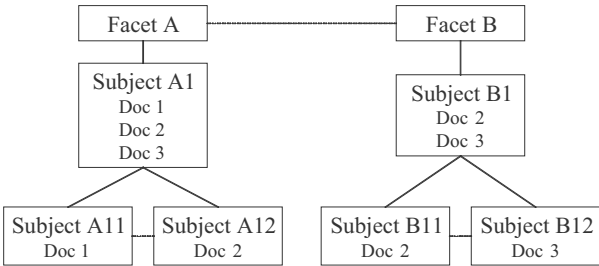 Facet A
Facet B
Subject A1
Doc 1
Doc 2
Doc 3
Subject B1
Doc 2
Doc 3
Subject A11
Doc 1
Subject A12
Doc 2
Subject B11
Doc 2
Subject B12
Doc 3